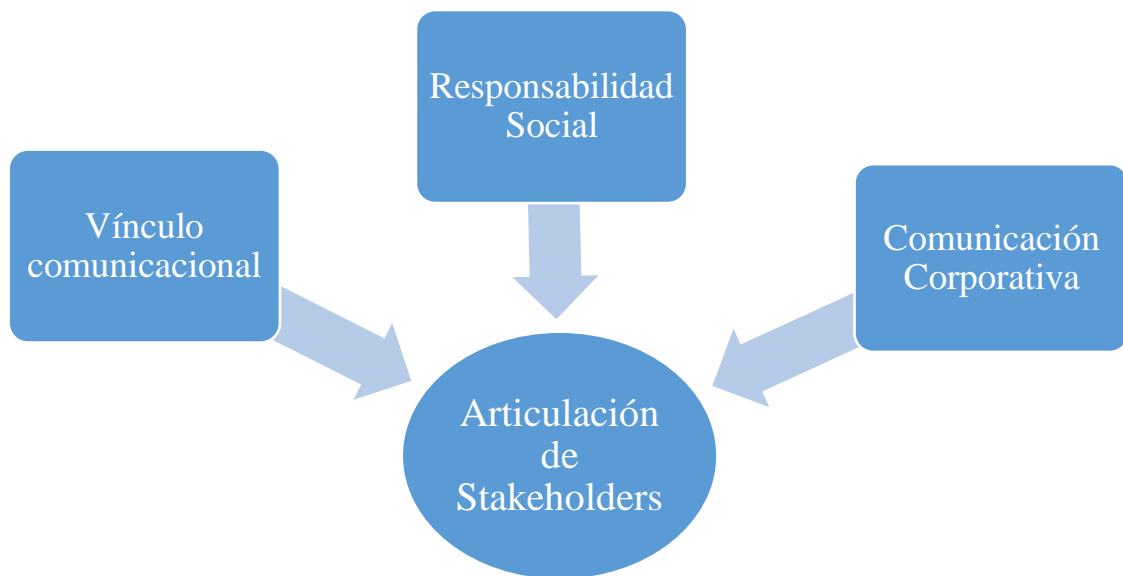 Responsabilidad
Social
Vínculo
comunicacional
Comunicación
Corporativa
Articulación
de
Stakeholders